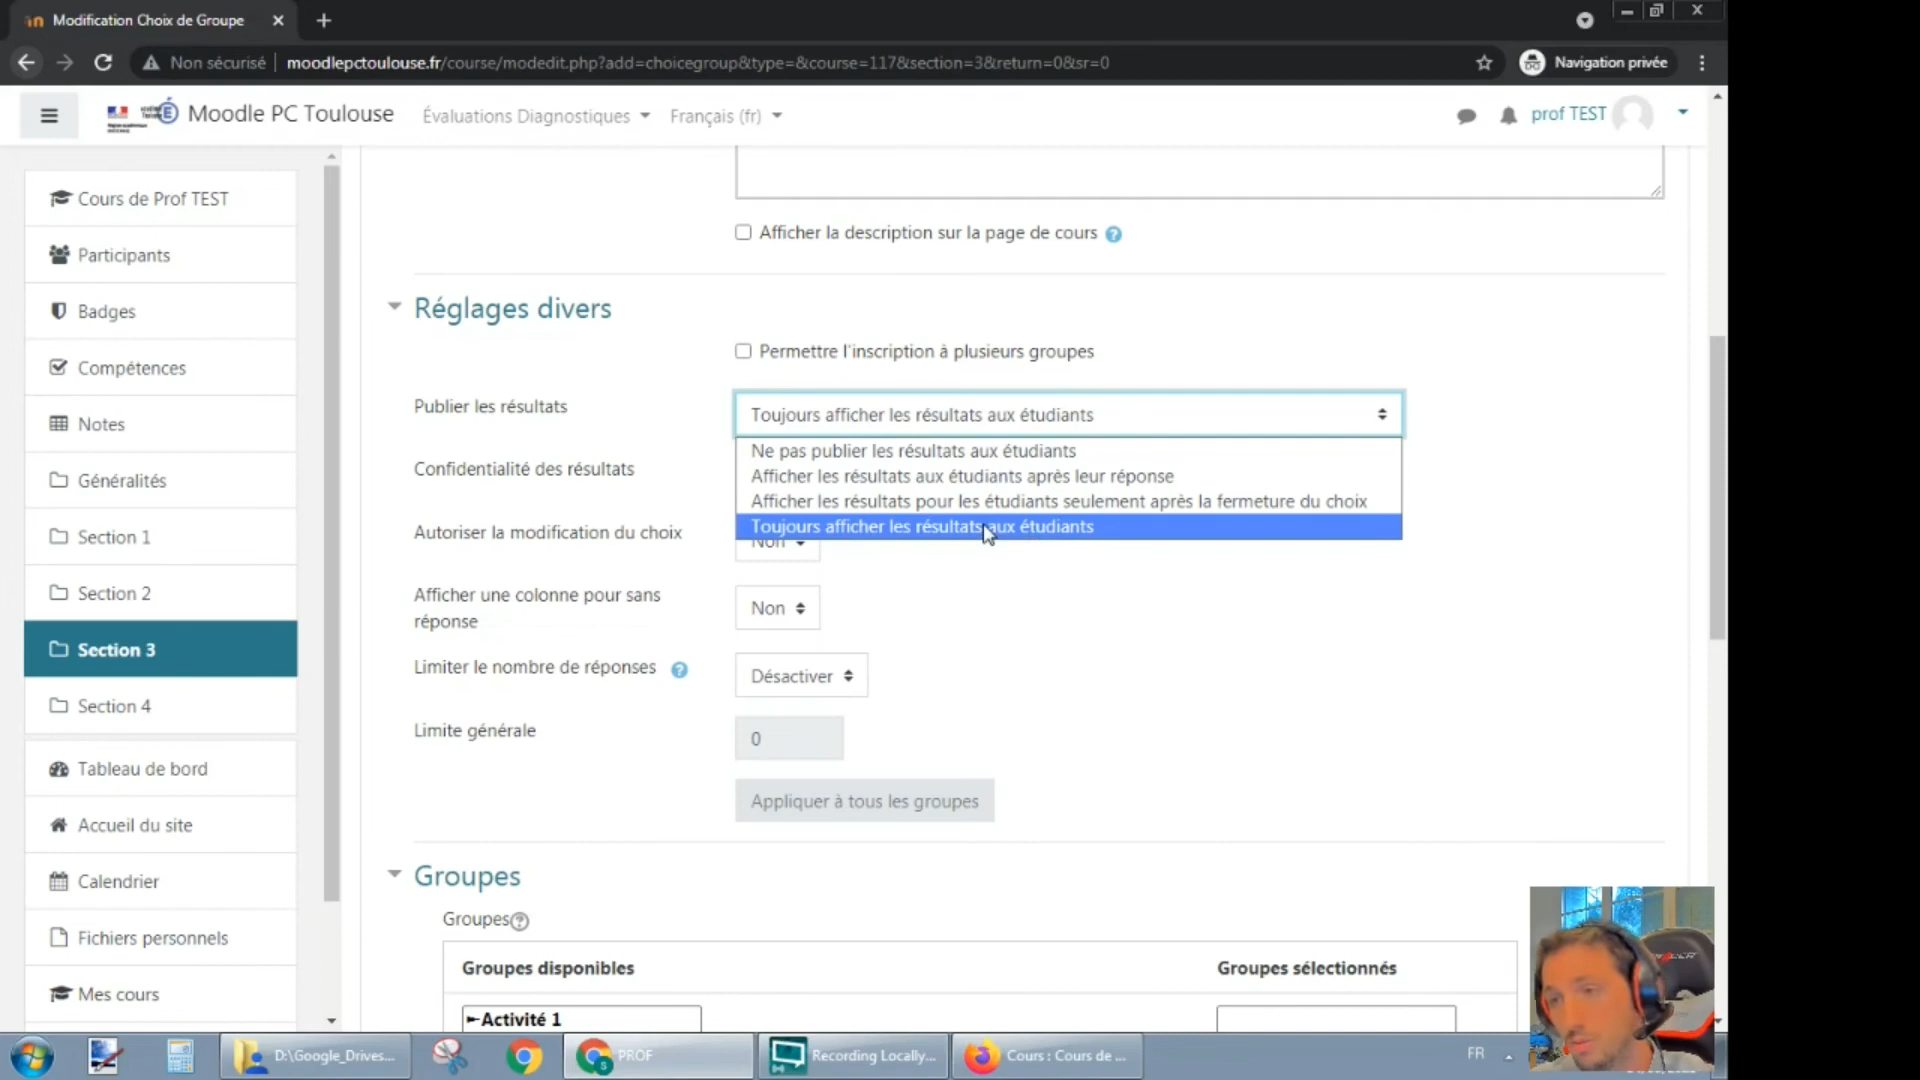 Modification Choix de Groupe
Non sécurisé
moodlepctoulouse.fr/course/modedit.php?add=choicegroup&type=&course=117&section=3&return=0&sr=0
Navigation privée
Moodle PC Toulouse
Évaluations Diagnostiques
Français (fr)
prof TEST
Cours de Prof TEST
Participants
Badges
Compétences
Notes
Généralités
Section 1
Section 2
Section 3
Section 4
Tableau de bord
Accueil du site
Calendrier
Fichiers personnels
Mes cours
Afficher la description sur la page de cours
Réglages divers
Permettre l'inscription à plusieurs groupes
Publier les résultats
Toujours afficher les résultats aux étudiants
Ne pas publier les résultats aux étudiants
Afficher les résultats aux étudiants après leur réponse
Afficher les résultats pour les étudiants seulement après la fermeture du choix
Toujours afficher les résultats aux étudiants
Confidentialité des résultats
Autoriser la modification du choix
Non
Afficher une colonne pour sans
réponse
Non
Limiter le nombre de réponses
Désactiver
Limite générale
0
Appliquer à tous les groupes
Groupes
Groupes
Groupes disponibles
Groupes sélectionnés
Activité 1
D:\Google_Drives...
PROF
Recording Locally...
Cours : Cours de ...
FR